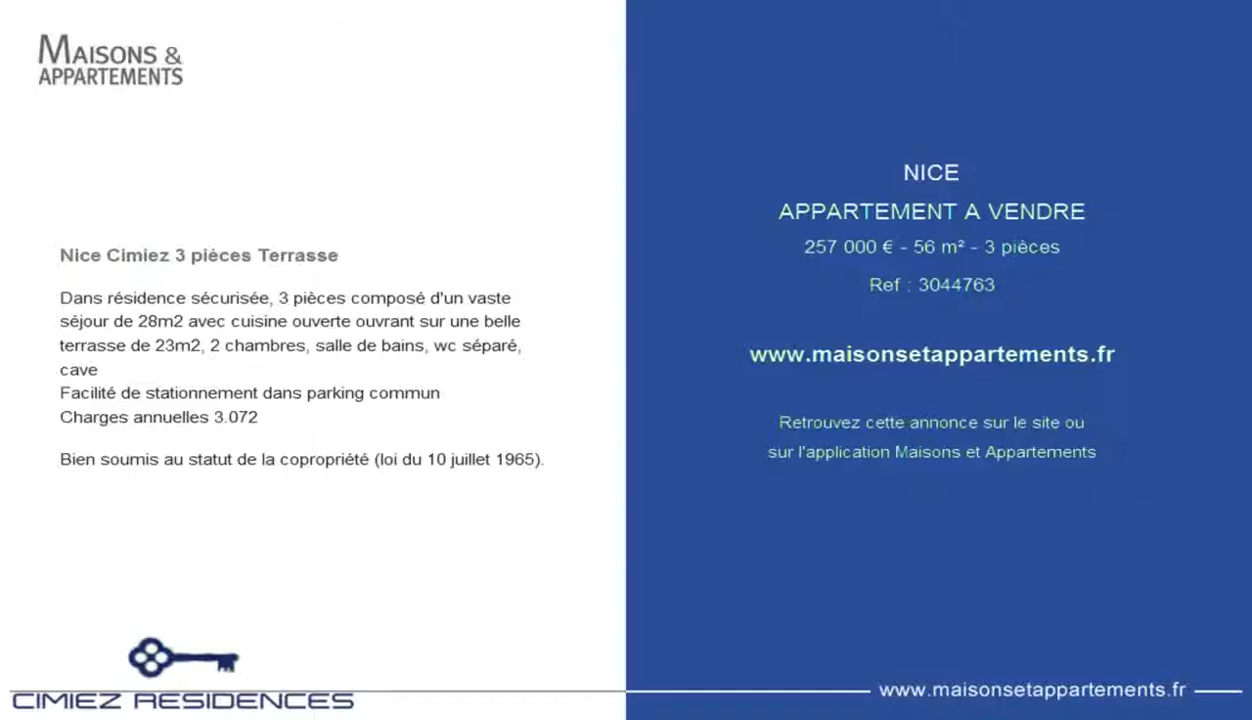 MAISONS &
APPARTEMENTS
Nice Cimiez 3 pièces Terrasse
Dans résidence sécurisée, 3 pièces composé d'un vaste
séjour de 28m2 avec cuisine ouverte ouvrant sur une belle
terrasse de 23m2, 2 chambres, salle de bains, wc séparé,
cave
Facilité de stationnement dans parking commun
Charges annuelles 3.072
Bien soumis au statut de la copropriété (loi du 10 juillet 1965).
CIMIEZ RESIDENCES
NICE
APPARTEMENT A VENDRE
257 000 € - 56 m² - 3 pièces
Ref : 3044763
www.maisonsetappartements.fr
Retrouvez cette annonce sur le site ou
sur l'application Maisons et Appartements
www.maisonsetappartements.fr